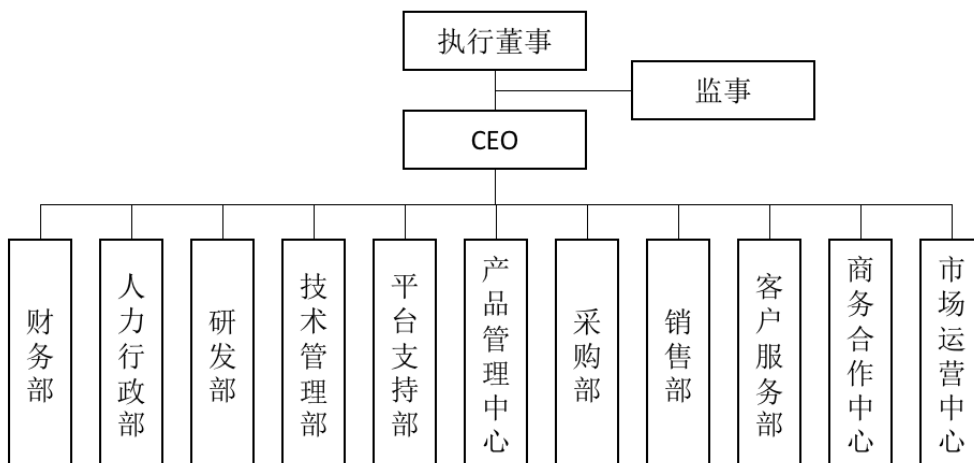 执行董事
监事
CEO
财务部
人力行政部
研发部
技术管理部
平台支持部
产品管理中心
采购部
销售部
客户服务部
商务合作中心
市场运营中心